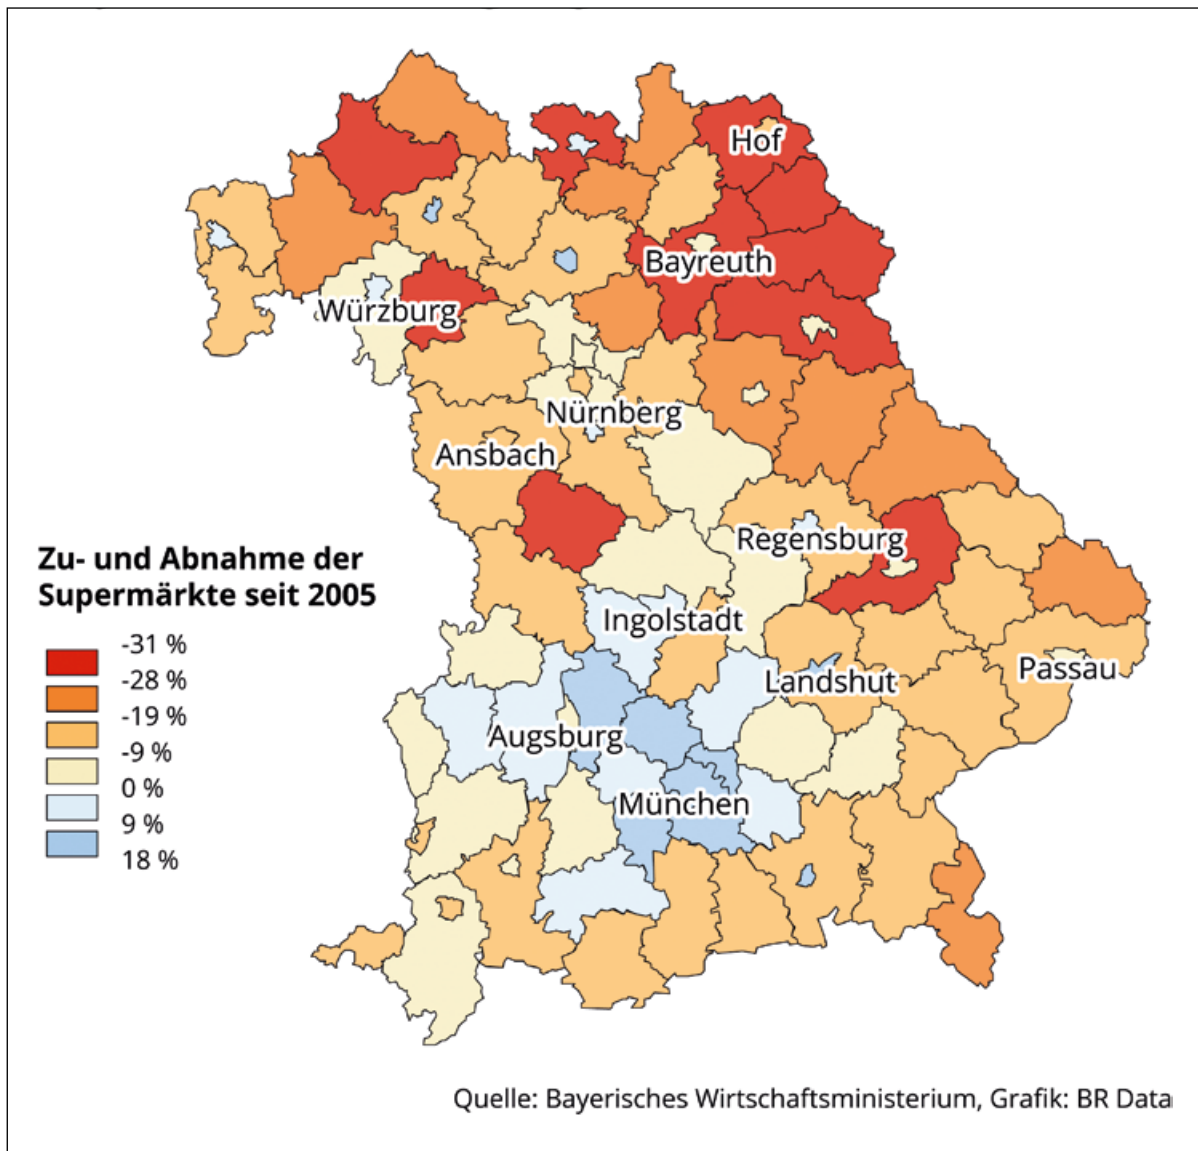 Hof
Bayreuth
Würzburg
Nürnberg
Ansbach
Regensburg
Zu- und Abnahme der
Supermärkte seit 2005
-31 %
-28 %
-19 %
-9 %
0 %
9 %
18 %
Ingolstadt
Passau
Landshut
Augsburg
München
Quelle: Bayerisches Wirtschaftsministerium, Grafik: BR Data